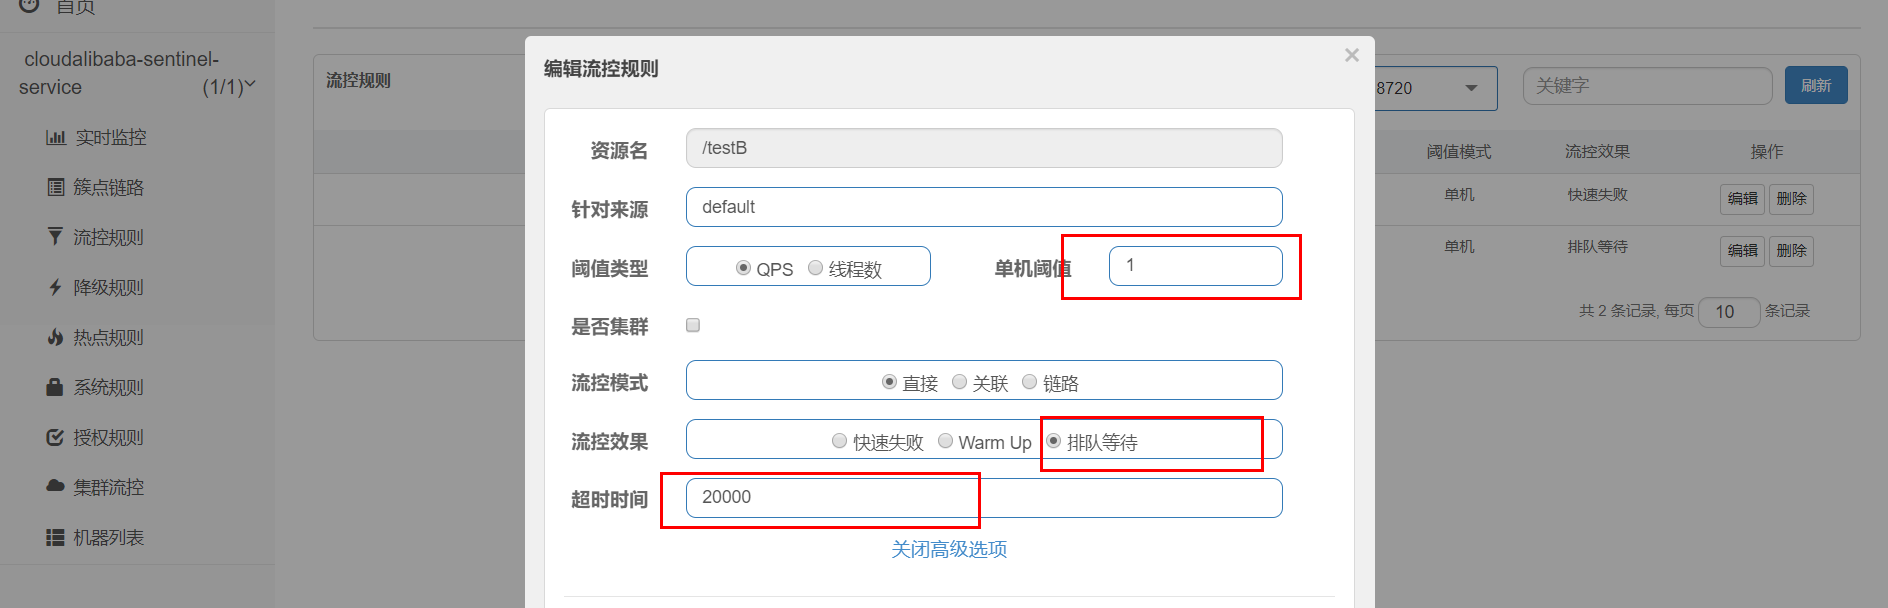 首页
cloudalibaba-sentinel-
service (1/1)
实时监控
簇点链路
流控规则
降级规则
热点规则
系统规则
授权规则
集群流控
机器列表
流控规则
8720
关键字
刷新
阈值模式 流控效果 操作
单机 快速失败 编辑 删除
单机 排队等待 编辑 删除
共 2 条记录, 每页 10 条记录
编辑流控规则
×
资源名 /testB
针对来源 default
阈值类型 QPS 线程数 单机阈值 1
是否集群
流控模式 直接 关联 链路
流控效果 快速失败 Warm Up 排队等待
超时时间 20000
关闭高级选项